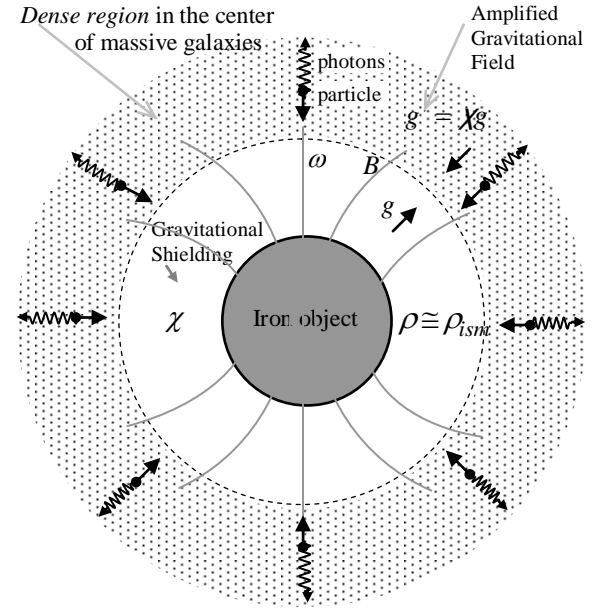 Dense region in the center
of massive galaxies
Amplified
Gravitational
Field
photons
particle
g = χg
ω
B
g
Gravitational
Shielding
χ
Iron object
ρ ≅ ρism